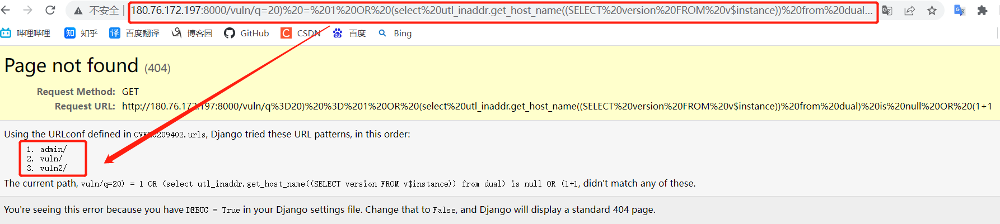 不安全 | 180.76.172.197:8000/vuln/q=20)%20=%201%20OR%20(select%20utl_inaddr.get_host_name((SELECT%20version%20FROM%20v$instance))%20from%20dual...
哔哩哔哩 知 知乎 译 百度翻译 博客园 GitHub C CSDN 百度 Bing
Page not found (404)
Request Method: GET
Request URL: http://180.76.172.197:8000/vuln/q%3D20)%20%3D%201%20OR%20(select%20utl_inaddr.get_host_name((SELECT%20version%20FROM%20v$instance))%20from%20dual)%20is%20null%20OR%20(1+1
Using the URLconf defined in CVE20209402.urls, Django tried these URL patterns, in this order:
1. admin/
2. vuln/
3. vuln2/
The current path, vuln/q=20) = 1 OR (select utl_inaddr.get_host_name((SELECT version FROM v$instance)) from dual) is null OR (1+1, didn't match any of these.
You're seeing this error because you have DEBUG = True in your Django settings file. Change that to False, and Django will display a standard 404 page.